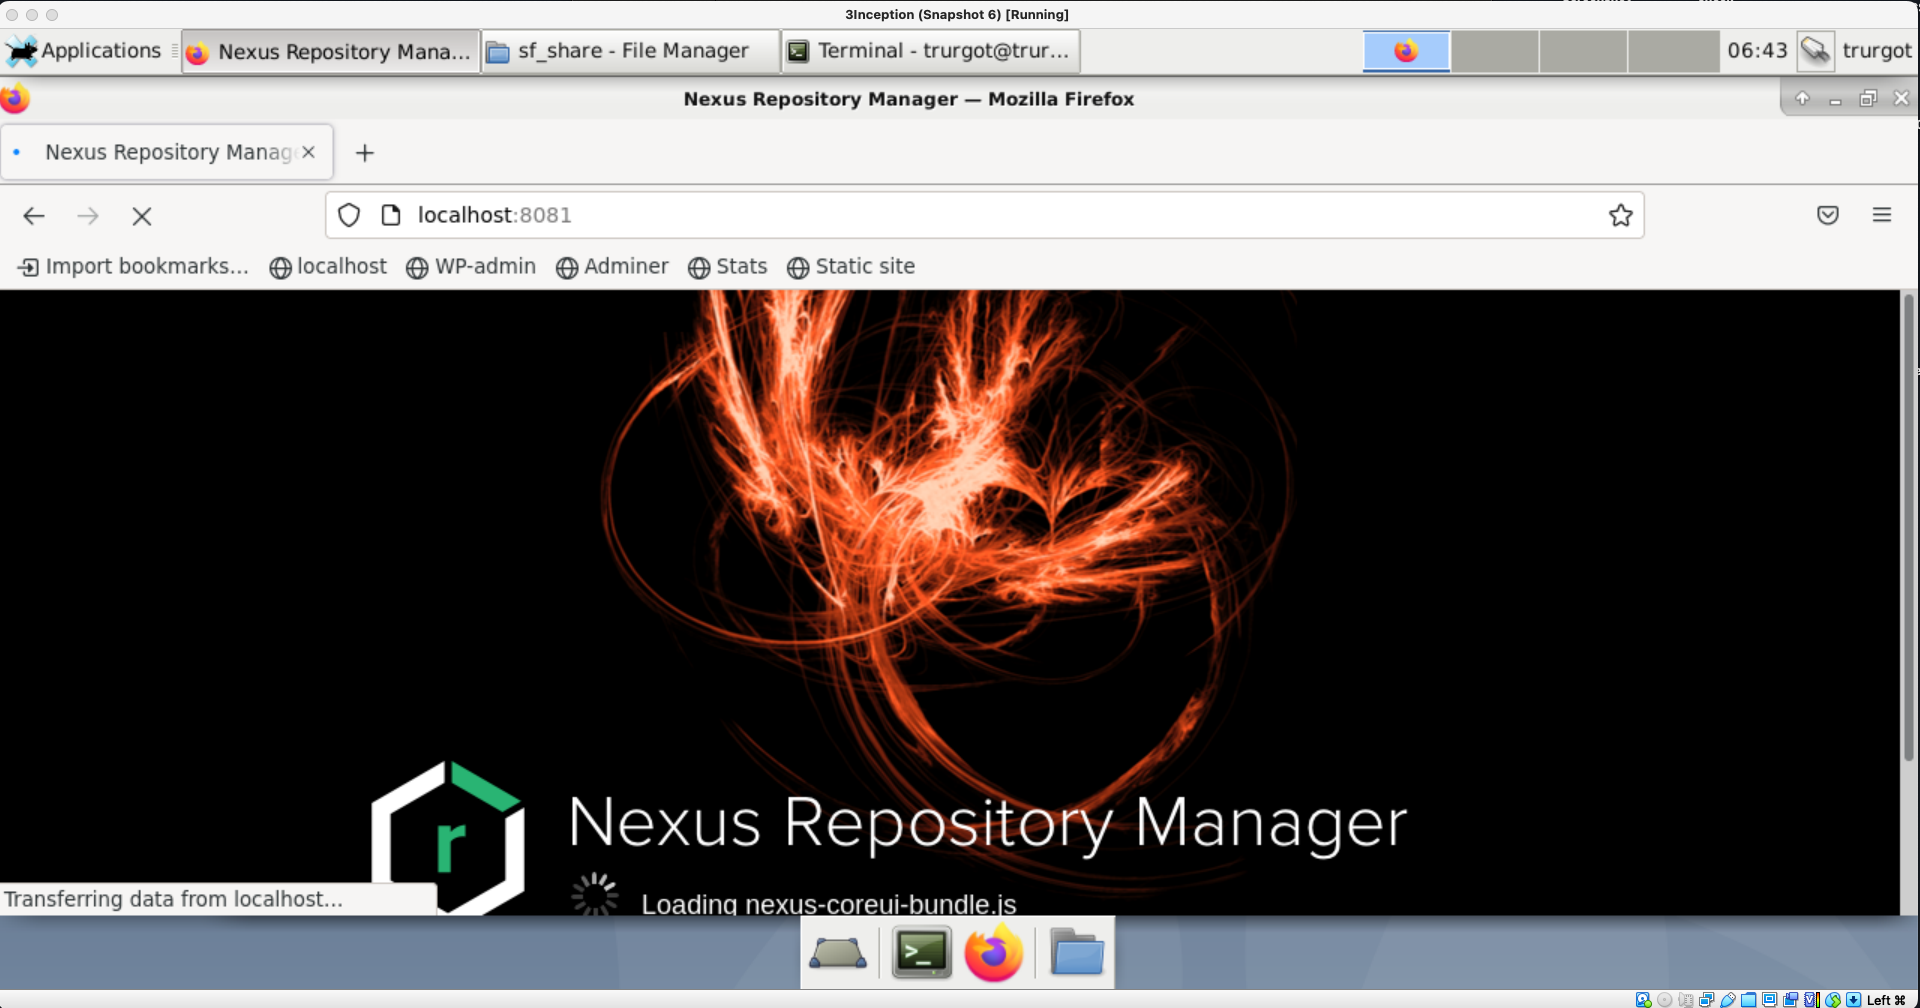 3Inception (Snapshot 6) [Running]
Applications
Nexus Repository Mana...
sf_share - File Manager
Terminal - trurgot@trur...
06:43
trurgot
Nexus Repository Manager — Mozilla Firefox
Nexus Repository Manag
localhost:8081
Import bookmarks...
localhost
WP-admin
Adminer
Stats
Static site
r
Nexus Repository Manager
Loading nexus-coreui-bundle.js
Transferring data from localhost...
Left ⌘